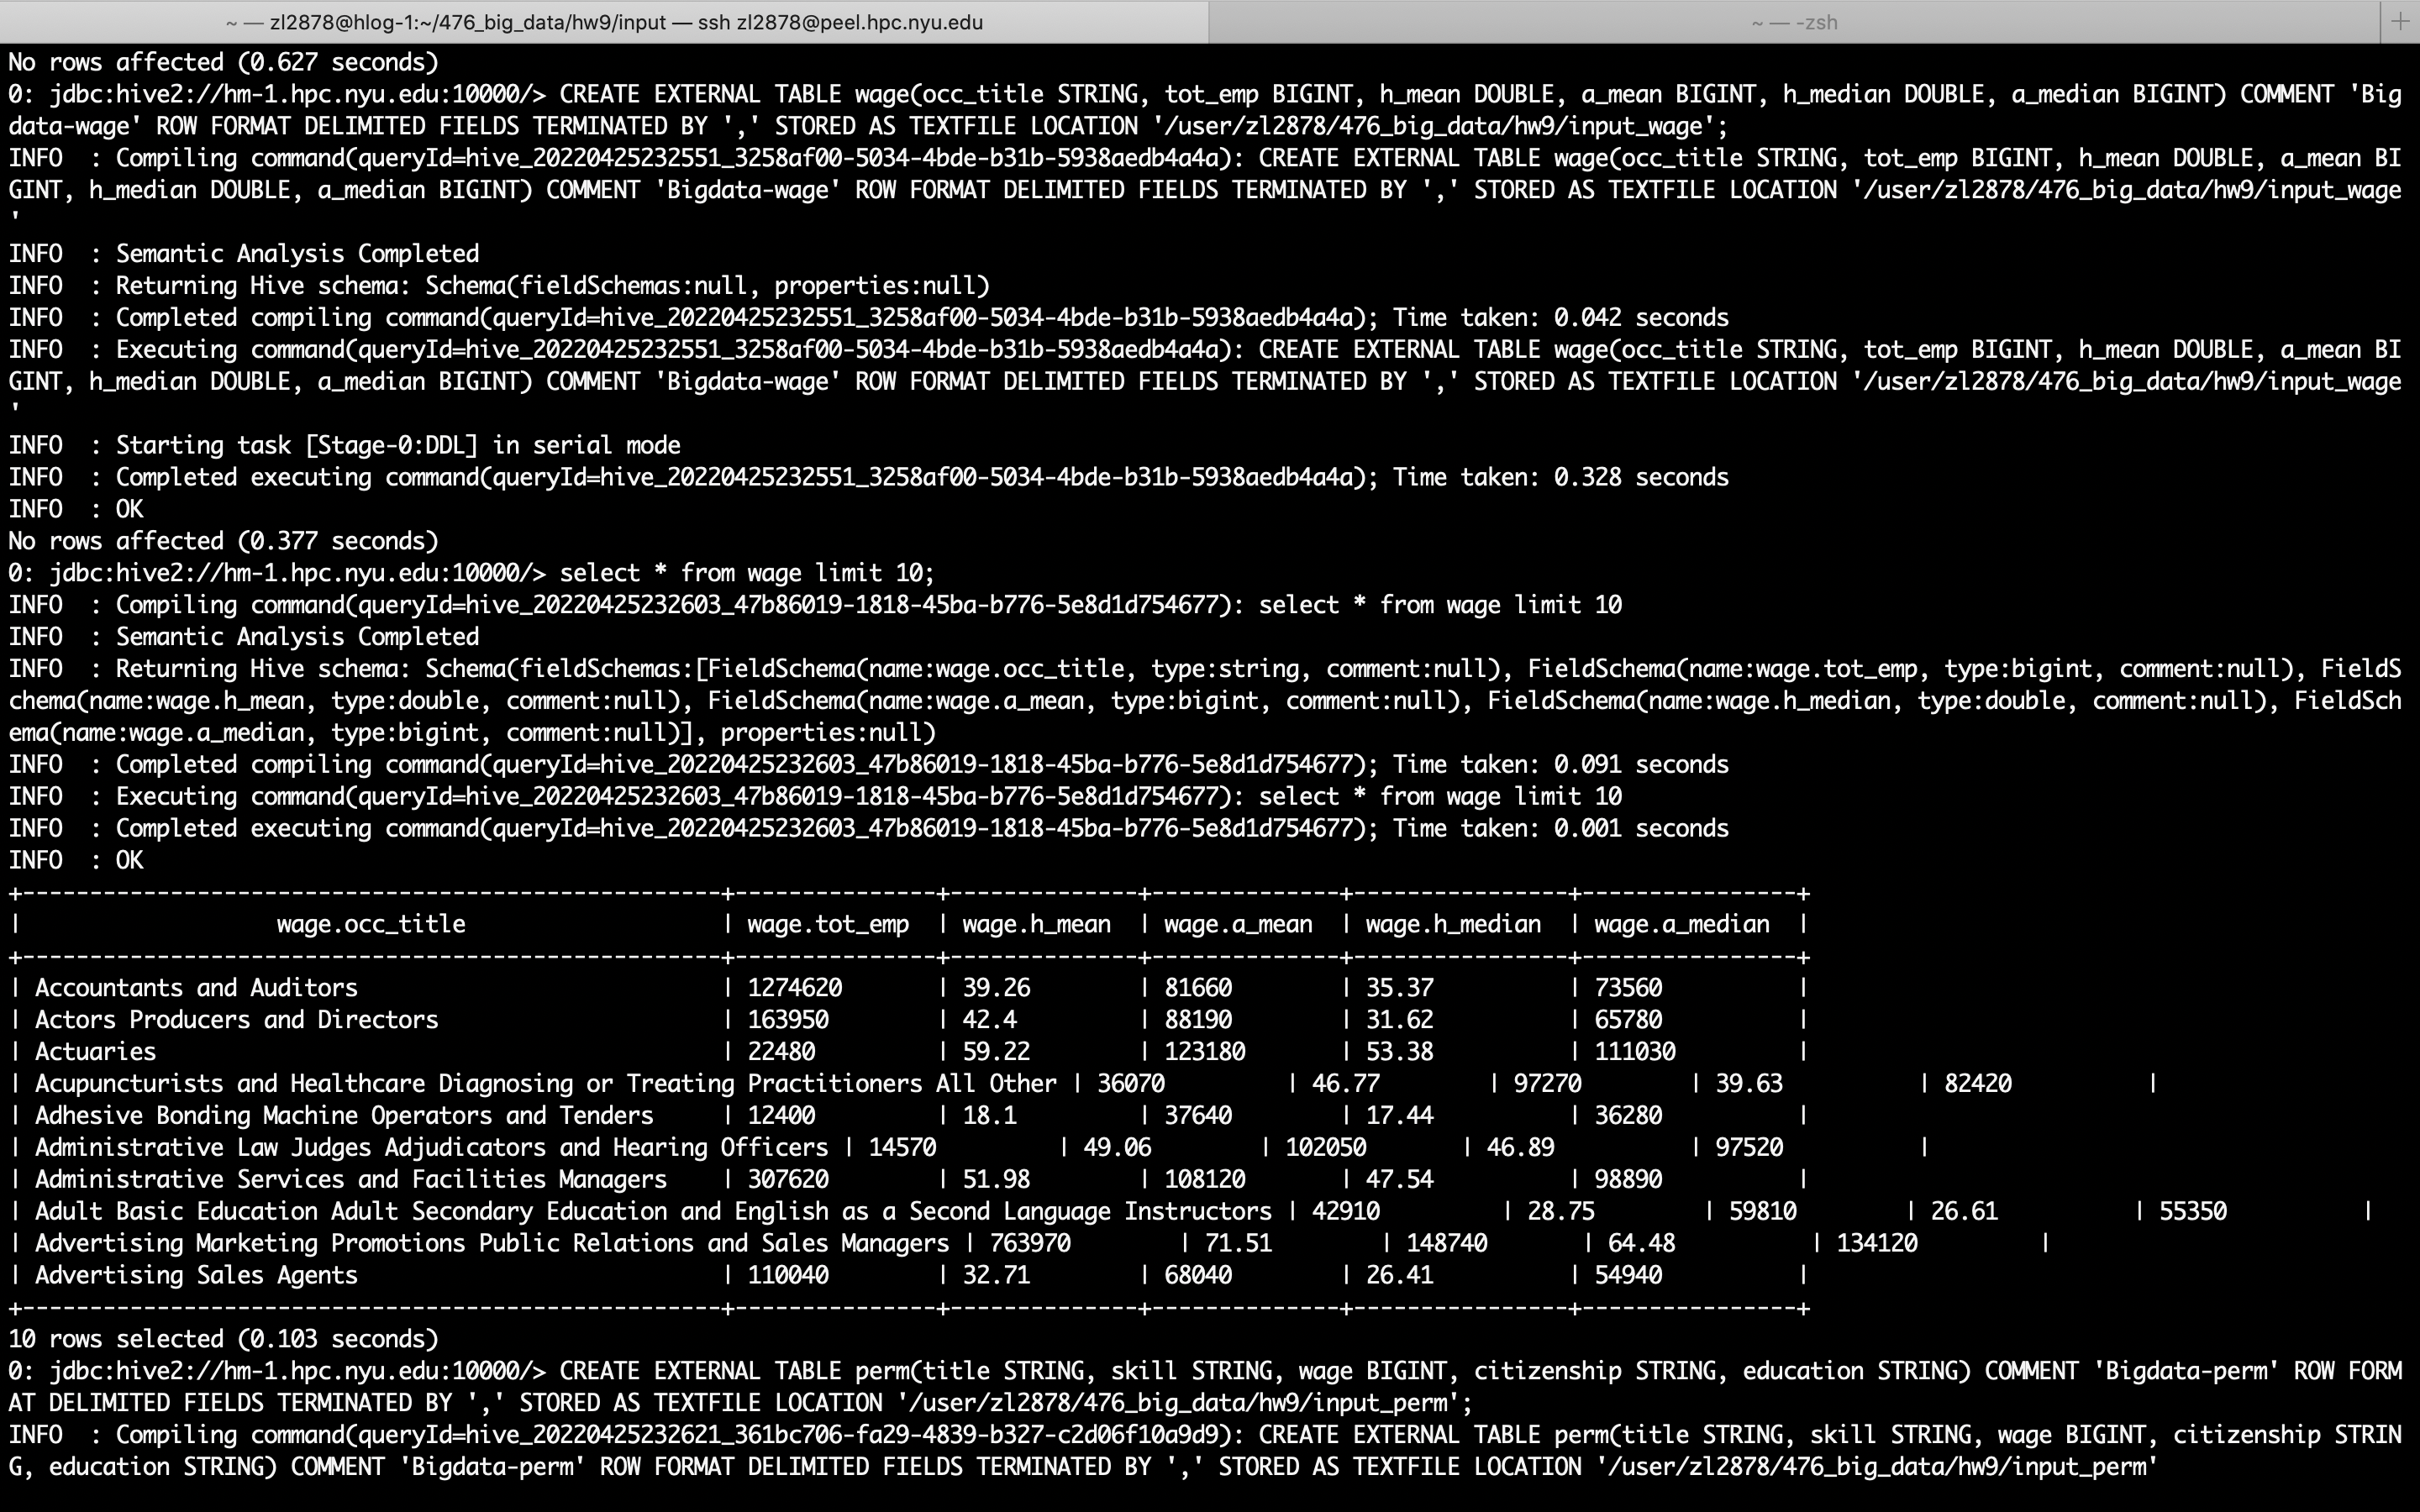 ~ — zl2878@hlog-1:~/476_big_data/hw9/input — ssh zl2878@peel.hpc.nyu.edu
~ — -zsh
No rows affected (0.627 seconds)
0: jdbc:hive2://hm-1.hpc.nyu.edu:10000/> CREATE EXTERNAL TABLE wage(occ_title STRING, tot_emp BIGINT, h_mean DOUBLE, a_mean BIGINT, h_median DOUBLE, a_median BIGINT) COMMENT 'Big
data-wage' ROW FORMAT DELIMITED FIELDS TERMINATED BY ',' STORED AS TEXTFILE LOCATION '/user/zl2878/476_big_data/hw9/input_wage';
INFO  : Compiling command(queryId=hive_20220425232551_3258af00-5034-4bde-b31b-5938aedb4a4a): CREATE EXTERNAL TABLE wage(occ_title STRING, tot_emp BIGINT, h_mean DOUBLE, a_mean BI
GINT, h_median DOUBLE, a_median BIGINT) COMMENT 'Bigdata-wage' ROW FORMAT DELIMITED FIELDS TERMINATED BY ',' STORED AS TEXTFILE LOCATION '/user/zl2878/476_big_data/hw9/input_wage
'
INFO  : Semantic Analysis Completed
INFO  : Returning Hive schema: Schema(fieldSchemas:null, properties:null)
INFO  : Completed compiling command(queryId=hive_20220425232551_3258af00-5034-4bde-b31b-5938aedb4a4a); Time taken: 0.042 seconds
INFO  : Executing command(queryId=hive_20220425232551_3258af00-5034-4bde-b31b-5938aedb4a4a): CREATE EXTERNAL TABLE wage(occ_title STRING, tot_emp BIGINT, h_mean DOUBLE, a_mean BI
GINT, h_median DOUBLE, a_median BIGINT) COMMENT 'Bigdata-wage' ROW FORMAT DELIMITED FIELDS TERMINATED BY ',' STORED AS TEXTFILE LOCATION '/user/zl2878/476_big_data/hw9/input_wage
'
INFO  : Starting task [Stage-0:DDL] in serial mode
INFO  : Completed executing command(queryId=hive_20220425232551_3258af00-5034-4bde-b31b-5938aedb4a4a); Time taken: 0.328 seconds
INFO  : OK
No rows affected (0.377 seconds)
0: jdbc:hive2://hm-1.hpc.nyu.edu:10000/> select * from wage limit 10;
INFO  : Compiling command(queryId=hive_20220425232603_47b86019-1818-45ba-b776-5e8d1d754677): select * from wage limit 10
INFO  : Semantic Analysis Completed
INFO  : Returning Hive schema: Schema(fieldSchemas:[FieldSchema(name:wage.occ_title, type:string, comment:null), FieldSchema(name:wage.tot_emp, type:bigint, comment:null), FieldS
chema(name:wage.h_mean, type:double, comment:null), FieldSchema(name:wage.a_mean, type:bigint, comment:null), FieldSchema(name:wage.h_median, type:double, comment:null), FieldSch
ema(name:wage.a_median, type:bigint, comment:null)], properties:null)
INFO  : Completed compiling command(queryId=hive_20220425232603_47b86019-1818-45ba-b776-5e8d1d754677); Time taken: 0.091 seconds
INFO  : Executing command(queryId=hive_20220425232603_47b86019-1818-45ba-b776-5e8d1d754677): select * from wage limit 10
INFO  : Completed executing command(queryId=hive_20220425232603_47b86019-1818-45ba-b776-5e8d1d754677); Time taken: 0.001 seconds
INFO  : OK
+----------------------------------------------------+---------------+--------------+--------------+----------------+----------------+
| wage.occ_title | wage.tot_emp | wage.h_mean | wage.a_mean | wage.h_median | wage.a_median |
+----------------------------------------------------+---------------+--------------+--------------+----------------+----------------+
| Accountants and Auditors | 1274620 | 39.26 | 81660 | 35.37 | 73560 |
| Actors Producers and Directors | 163950 | 42.4 | 88190 | 31.62 | 65780 |
| Actuaries | 22480 | 59.22 | 123180 | 53.38 | 111030 |
| Acupuncturists and Healthcare Diagnosing or Treating Practitioners All Other | 36070 | 46.77 | 97270 | 39.63 | 82420 |
| Adhesive Bonding Machine Operators and Tenders | 12400 | 18.1 | 37640 | 17.44 | 36280 |
| Administrative Law Judges Adjudicators and Hearing Officers | 14570 | 49.06 | 102050 | 46.89 | 97520 |
| Administrative Services and Facilities Managers | 307620 | 51.98 | 108120 | 47.54 | 98890 |
| Adult Basic Education Adult Secondary Education and English as a Second Language Instructors | 42910 | 28.75 | 59810 | 26.61 | 55350 |
| Advertising Marketing Promotions Public Relations and Sales Managers | 763970 | 71.51 | 148740 | 64.48 | 134120 |
| Advertising Sales Agents | 110040 | 32.71 | 68040 | 26.41 | 54940 |
+----------------------------------------------------+---------------+--------------+--------------+----------------+----------------+
10 rows selected (0.103 seconds)
0: jdbc:hive2://hm-1.hpc.nyu.edu:10000/> CREATE EXTERNAL TABLE perm(title STRING, skill STRING, wage BIGINT, citizenship STRING, education STRING) COMMENT 'Bigdata-perm' ROW FORM
AT DELIMITED FIELDS TERMINATED BY ',' STORED AS TEXTFILE LOCATION '/user/zl2878/476_big_data/hw9/input_perm';
INFO  : Compiling command(queryId=hive_20220425232621_361bc706-fa29-4839-b327-c2d06f10a9d9): CREATE EXTERNAL TABLE perm(title STRING, skill STRING, wage BIGINT, citizenship STRIN
G, education STRING) COMMENT 'Bigdata-perm' ROW FORMAT DELIMITED FIELDS TERMINATED BY ',' STORED AS TEXTFILE LOCATION '/user/zl2878/476_big_data/hw9/input_perm'